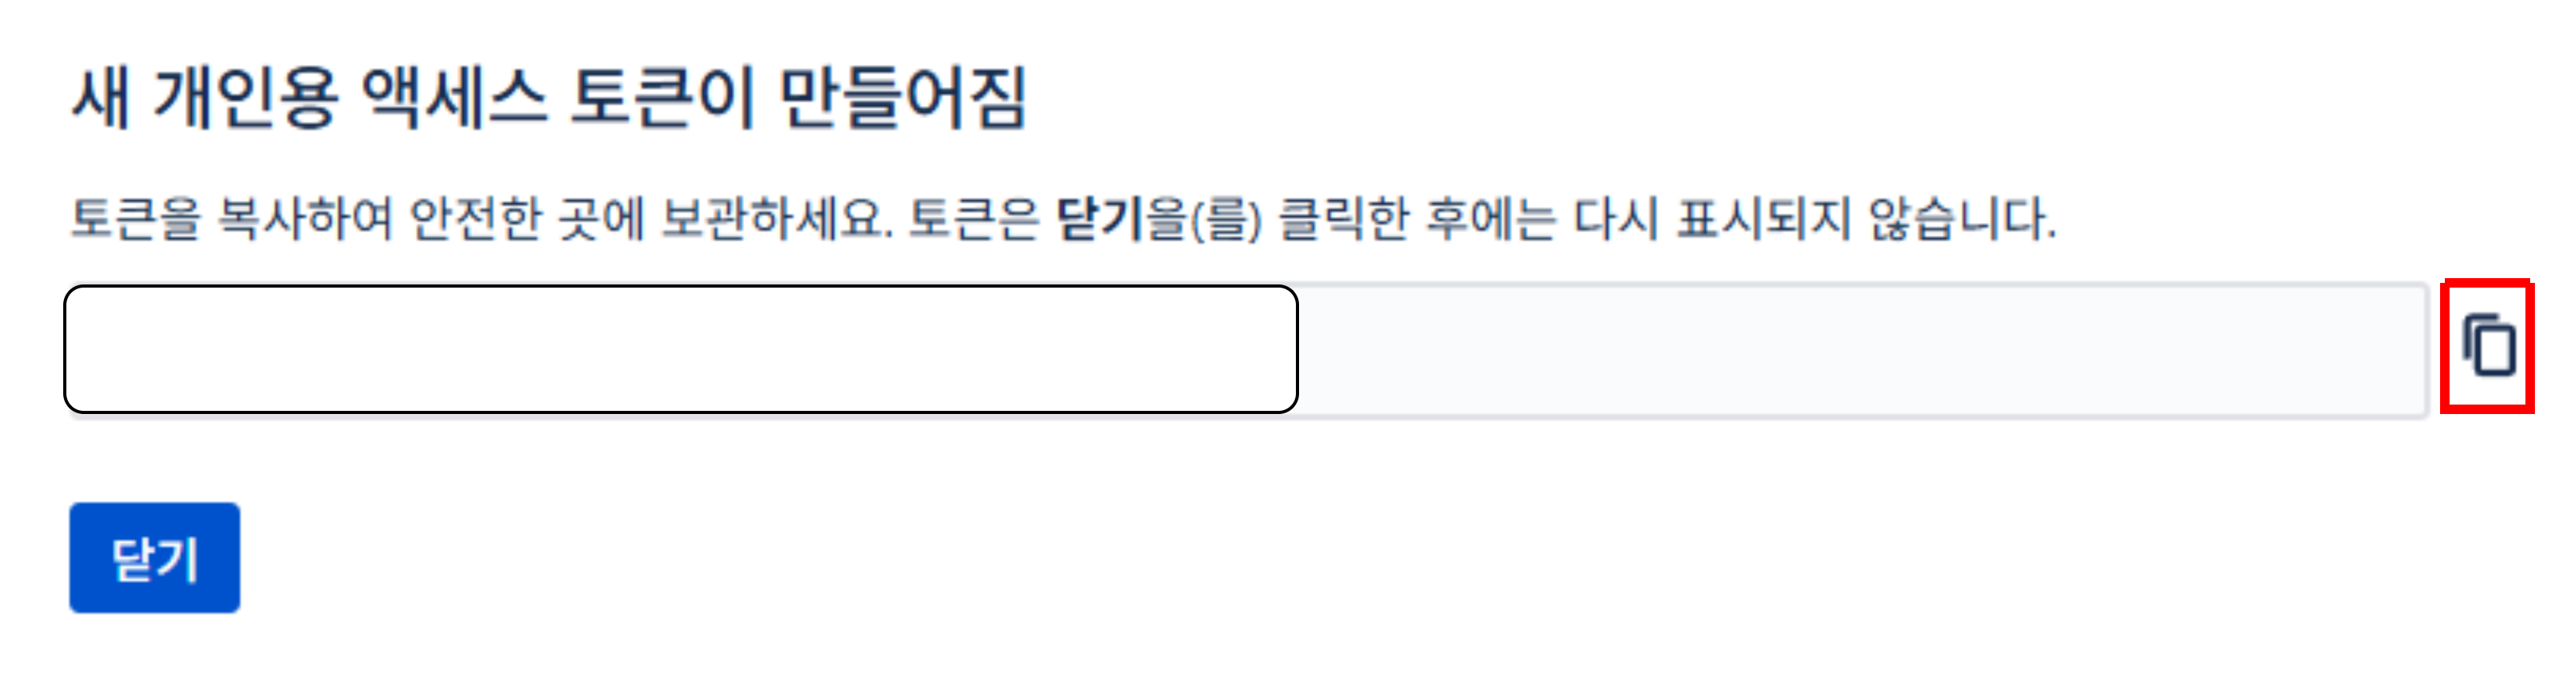 새 개인용 액세스 토큰이 만들어짐
토큰을 복사하여 안전한 곳에 보관하세요. 토큰은 닫기을(를) 클릭한 후에는 다시 표시되지 않습니다.
닫기